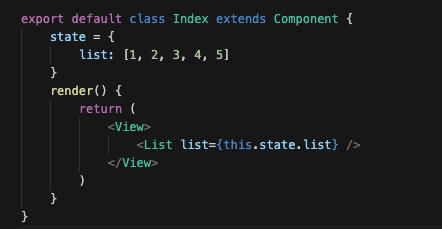 export default class Index extends Component {
    state = {
        list: [1, 2, 3, 4, 5]
    }
    render() {
        return (
            <View>
                <List list={this.state.list} />
            </View>
        )
    }
}